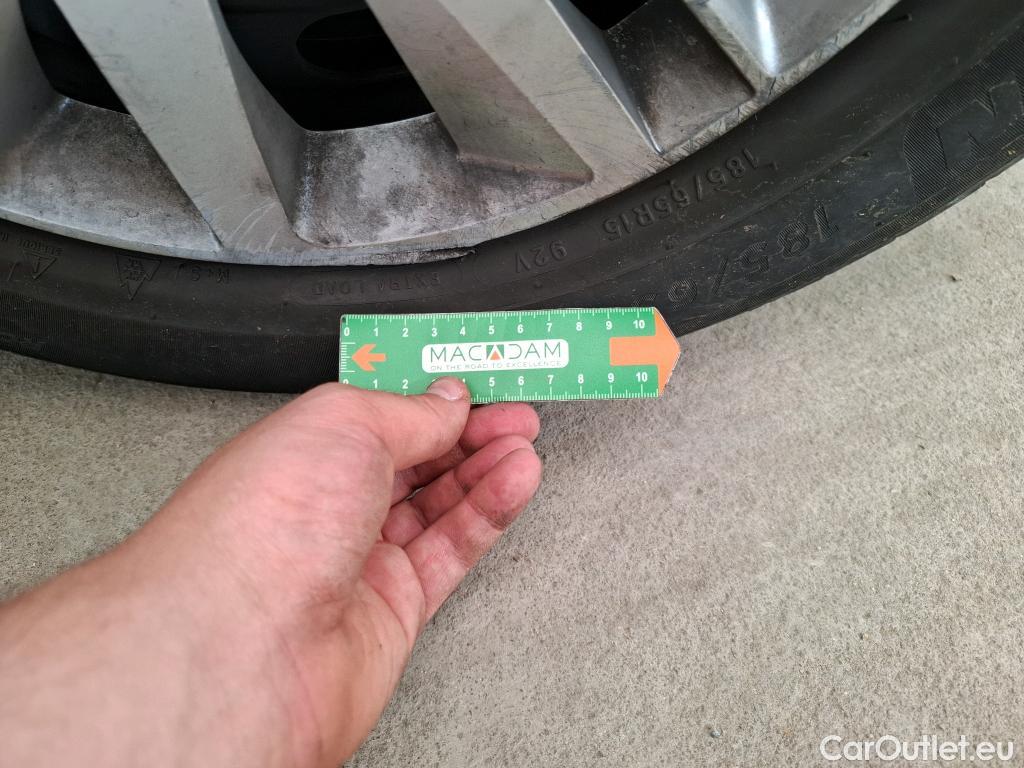 185/65R15
92V
EXTRA LOAD
M+S
185/6
0 1 2 3 4 5 6 7 8 9 10
MACADAM
ON THE ROAD TO EXCELLENCE
0 1 2 4 5 6 7 8 9 10
CarOutlet.eu